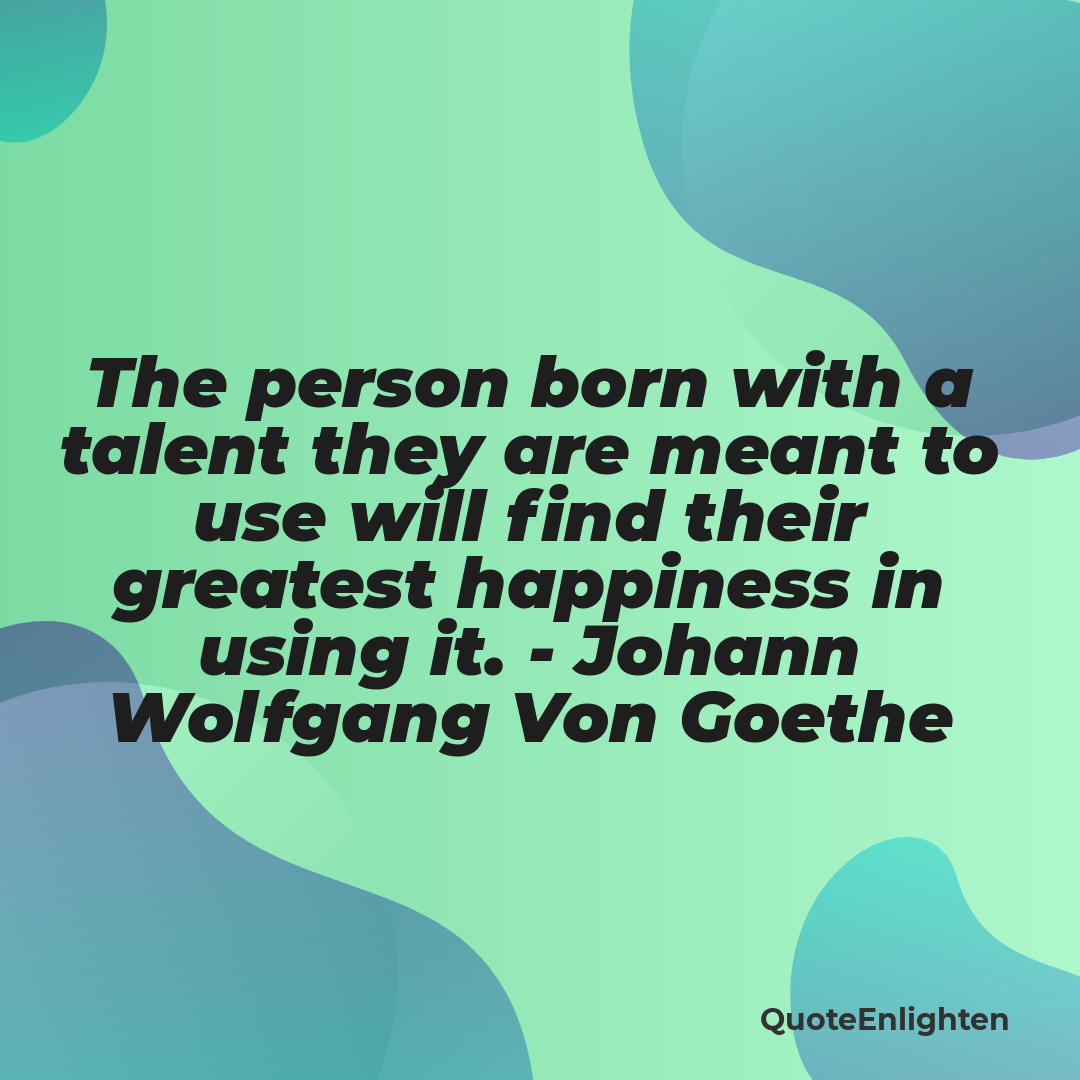 The person born with a
talent they are meant to
use will find their
greatest happiness in
using it. - Johann
Wolfgang Von Goethe
QuoteEnlighten